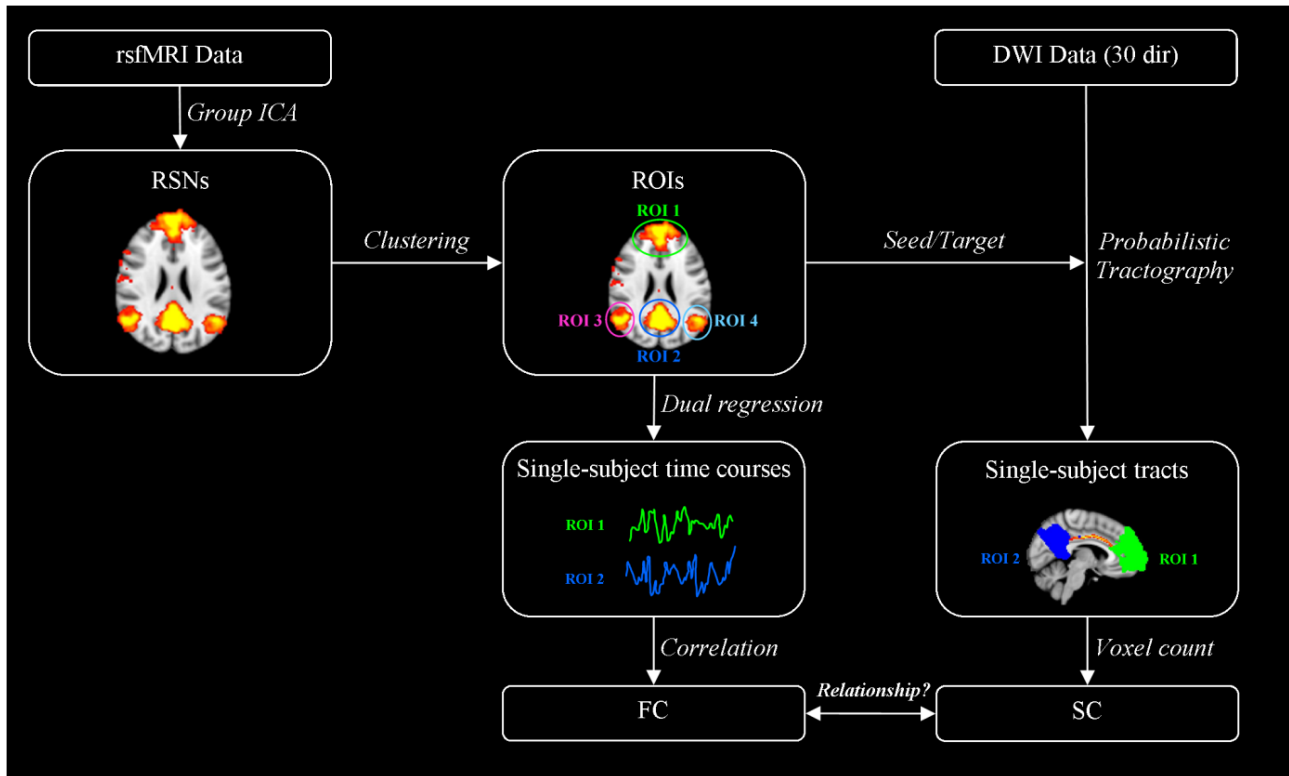 rsfMRI Data
DWI Data (30 dir)
Group ICA
RSNs
ROIs
ROI 1
Clustering
Seed/Target
Probabilistic
Tractography
ROI 3
ROI 4
ROI 2
Dual regression
Single-subject time courses
ROI 1
ROI 2
Single-subject tracts
ROI 2
ROI 1
Correlation
Voxel count
FC
Relationship?
SC